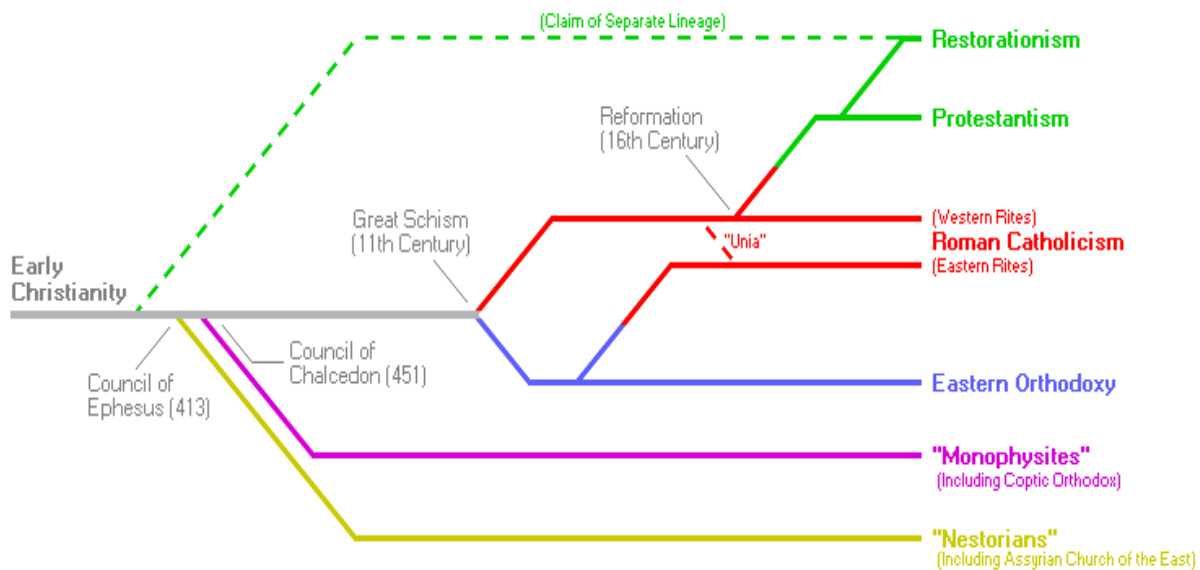 (Claim of Separate Lineage)
Restorationism
Reformation
(16th Century)
Protestantism
Great Schism
(11th Century)
(Western Rites)
"Unia"
Roman Catholicism
(Eastern Rites)
Early
Christianity
Council of
Chalcedon (451)
Council of
Ephesus (413)
Eastern Orthodoxy
"Monophysites"
(Including Coptic Orthodox)
"Nestorians"
(Including Assyrian Church of the East)